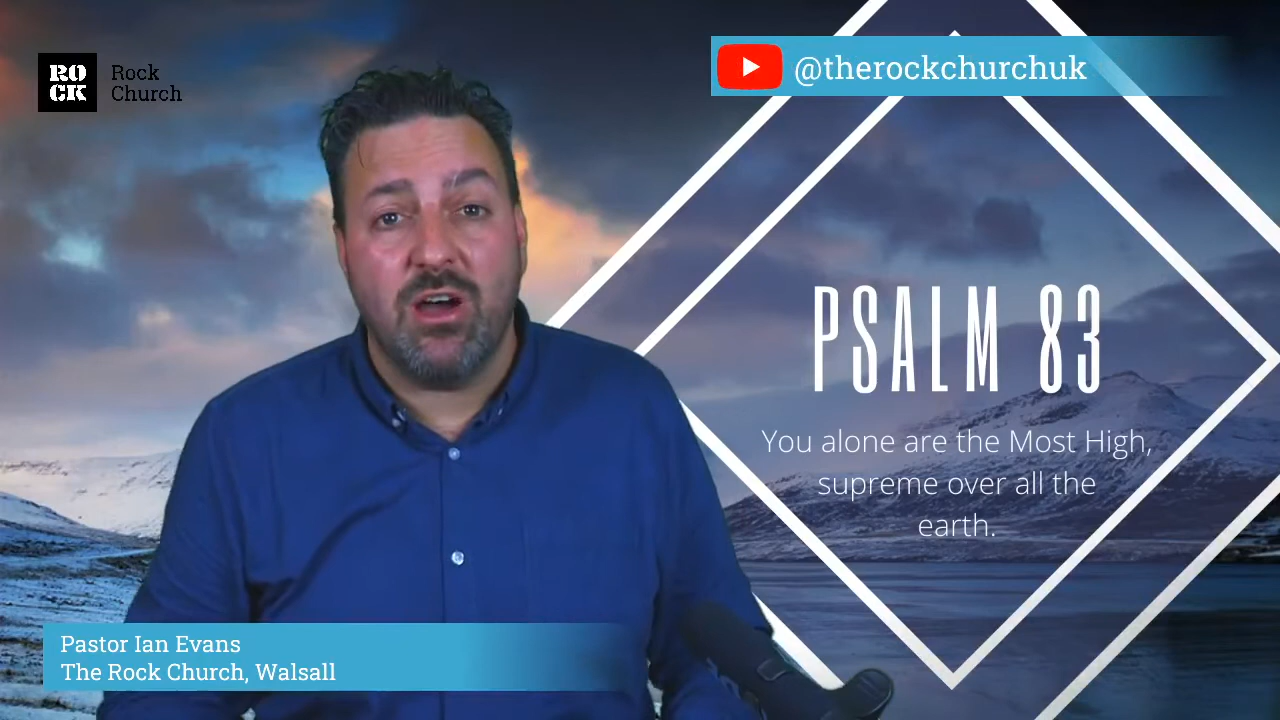 RO
CK
Rock
Church
@therockchurchuk
PSALM 83
You alone are the Most High,
supreme over all the
earth.
Pastor Ian Evans
The Rock Church, Walsall